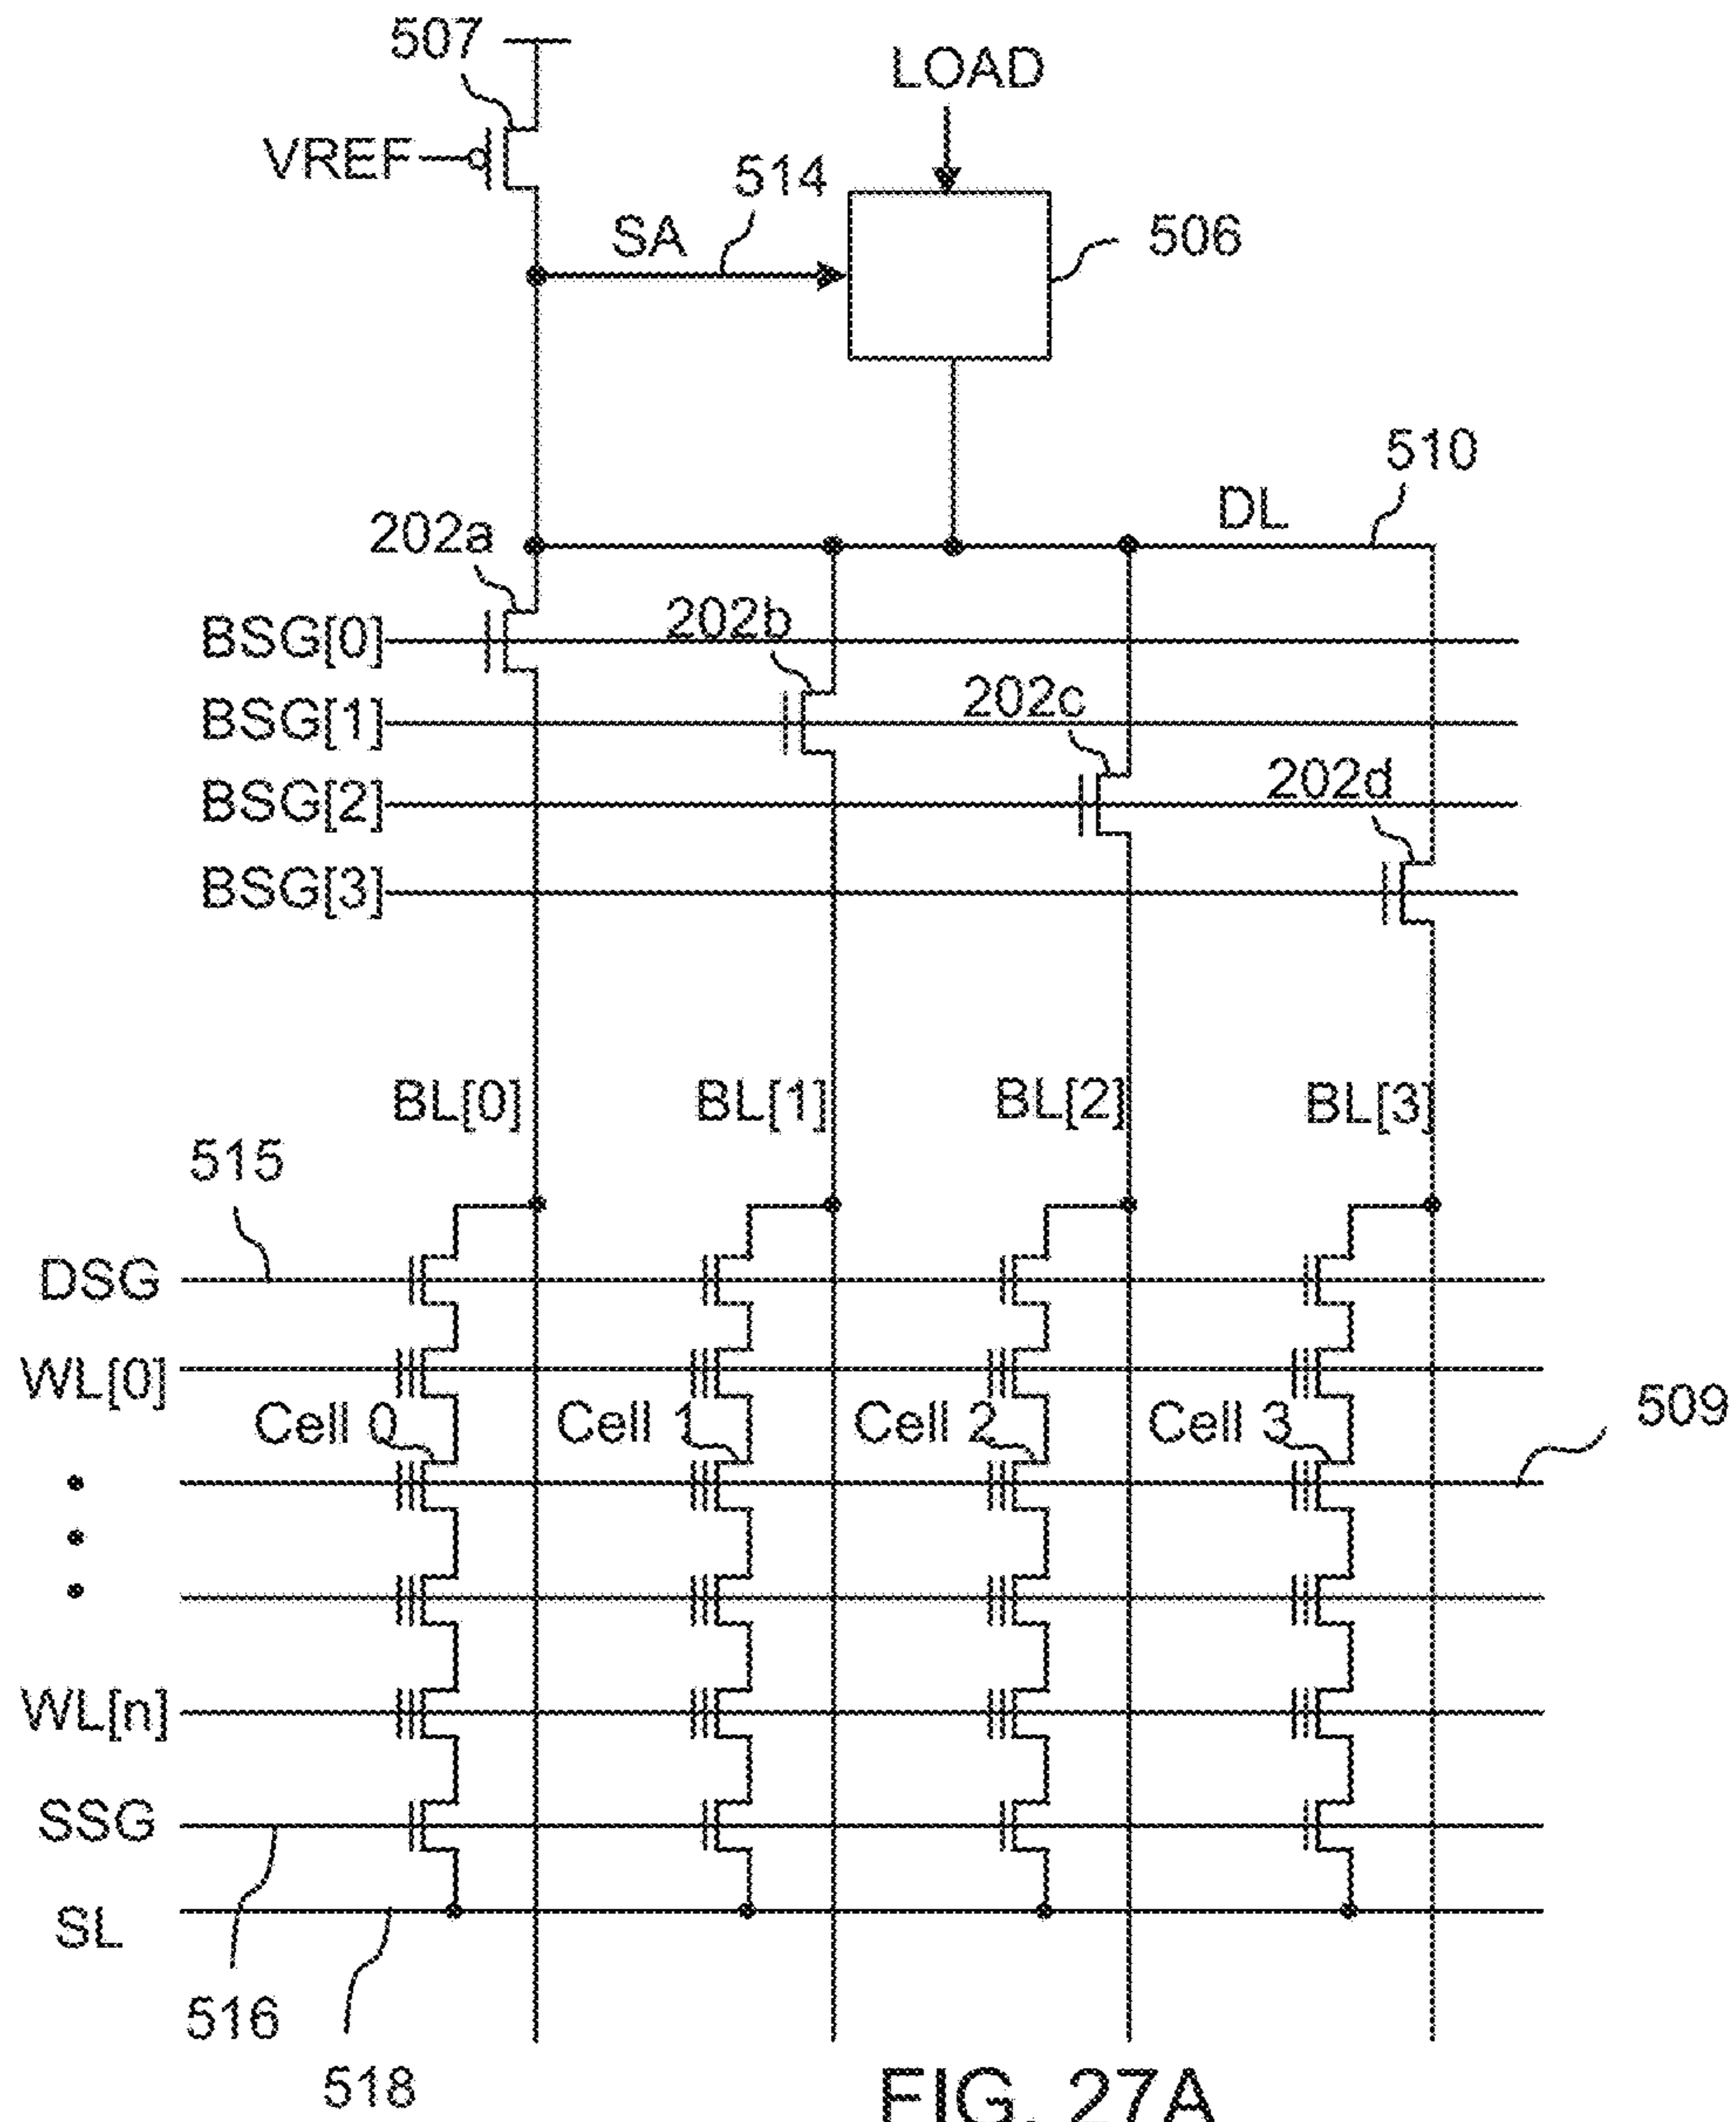 507
LOAD
VREF
514
SA
506
510
DL
202a
BSG[0]
202b
BSG[1]
202c
BSG[2]
202d
BSG[3]
BL[0] BL[1] BL[2] BL[3]
515
DSG
WL[0]
Cell 0 Cell 1 Cell 2 Cell 3
509
WL[n]
SSG
SL
516
518
FIG. 27A